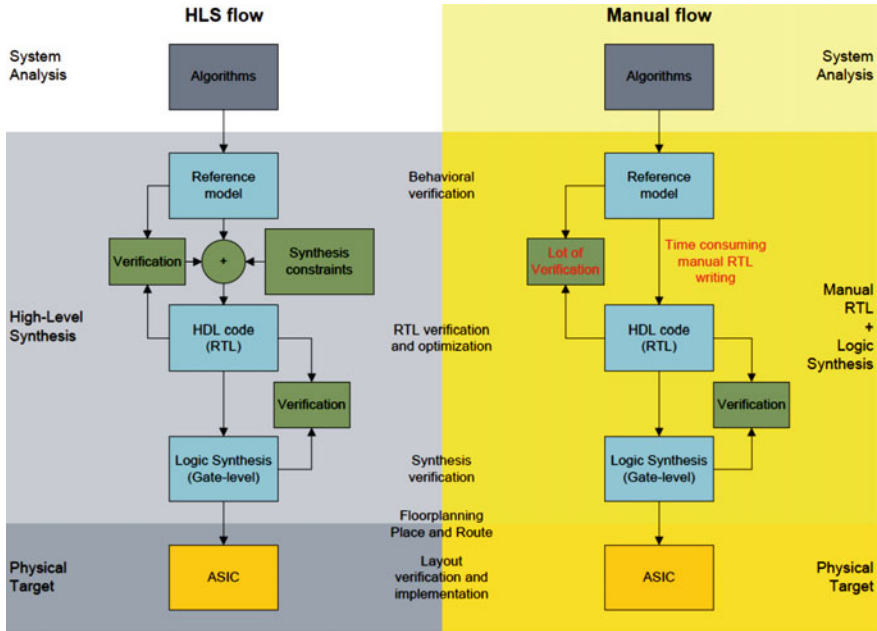 HLS flow
Manual flow
System
Analysis
Algorithms
Algorithms
System
Analysis
Reference
model
Behavioral
verification
Reference
model
Verification
+
Synthesis
constraints
Lot of
Verification
Time consuming
manual RTL
writing
High-Level
Synthesis
HDL code
(RTL)
RTL verification
and optimization
HDL code
(RTL)
Manual
RTL
+
Logic
Synthesis
Verification
Verification
Logic Synthesis
(Gate-level)
Synthesis
verification
Logic Synthesis
(Gate-level)
Floorplanning
Place and Route
Physical
Target
ASIC
Layout
verification and
implementation
ASIC
Physical
Target